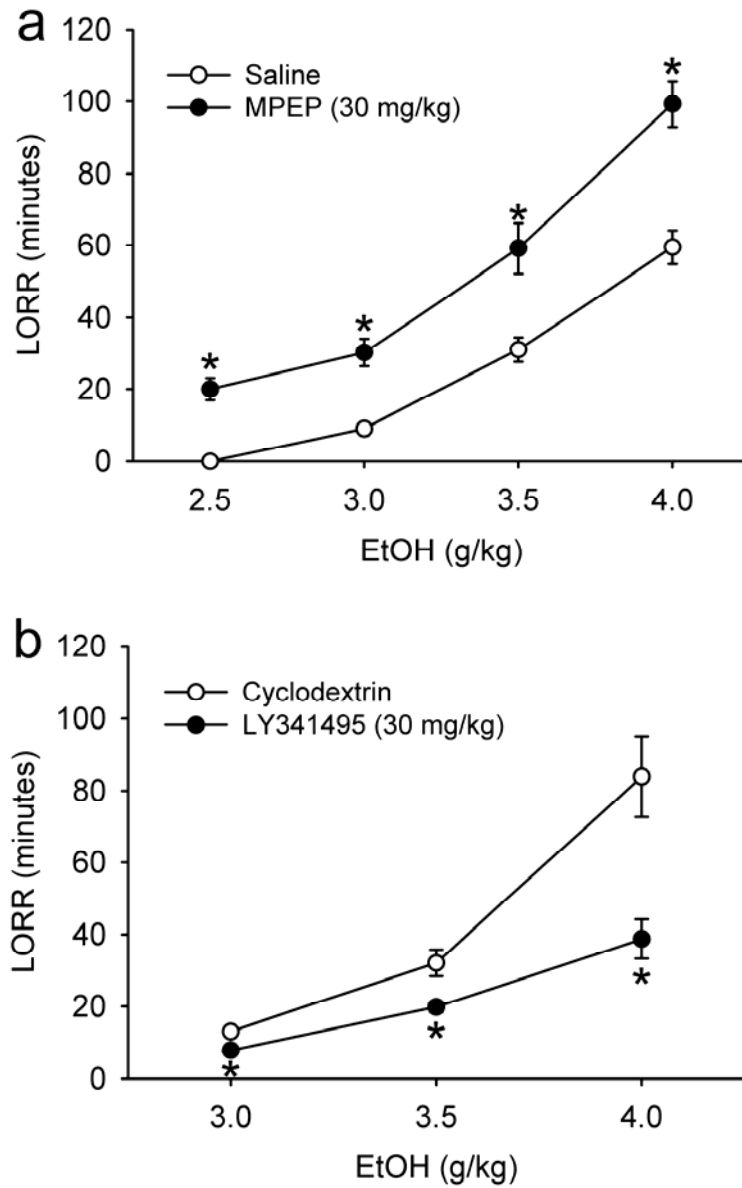 a
120
100
80
60
40
20
0
LORR (minutes)
Saline
MPEP (30 mg/kg)
*
*
*
*
2.5 3.0 3.5 4.0
EtOH (g/kg)
b
120
100
80
60
40
20
0
LORR (minutes)
Cyclodextrin
LY341495 (30 mg/kg)
*
*
*
3.0 3.5 4.0
EtOH (g/kg)